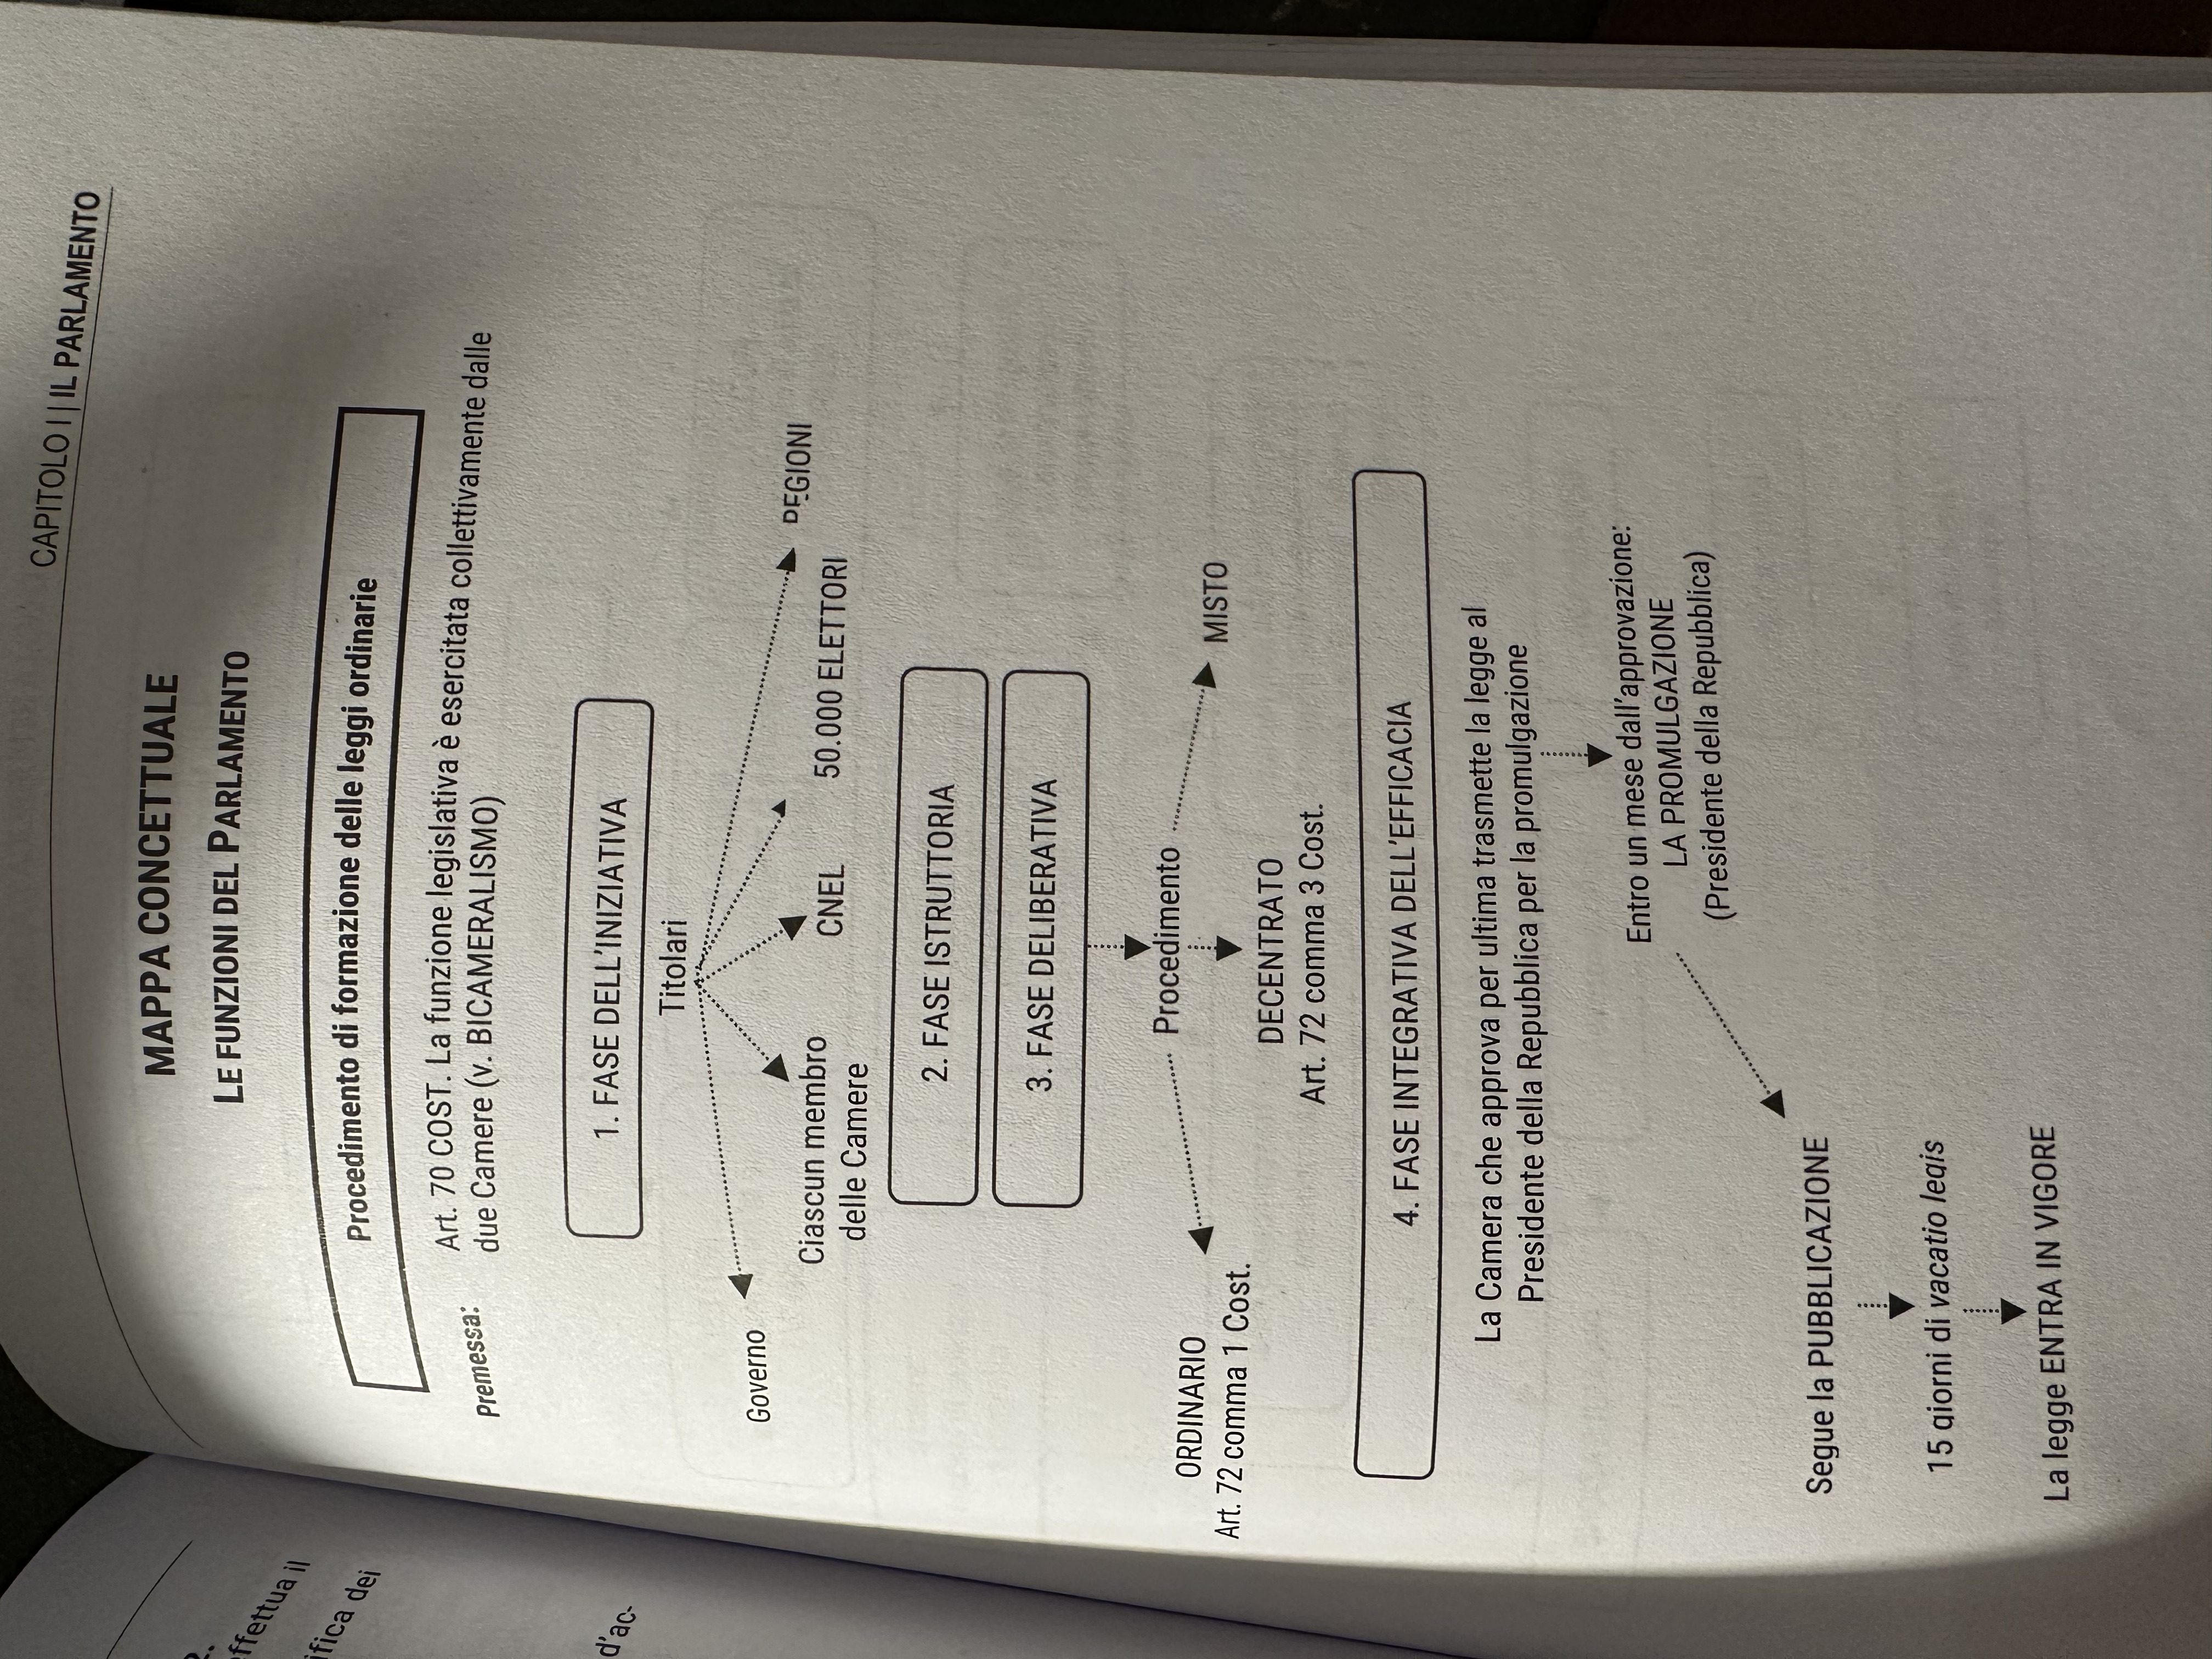 2.
effettua il
ifica dei
d'ac-
CAPITOLO I | IL PARLAMENTO
MAPPA CONCETTUALE
LE FUNZIONI DEL PARLAMENTO
Procedimento di formazione delle leggi ordinarie
Premessa:
Art. 70 COST. La funzione legislativa è esercitata collettivamente dalle
due Camere (v. BICAMERALISMO)
1. FASE DELL'INIZIATIVA
Titolari
Governo
Ciascun membro
delle Camere
CNEL
50.000 ELETTORI
REGIONI
2. FASE ISTRUTTORIA
3. FASE DELIBERATIVA
Procedimento
ORDINARIO
Art. 72 comma 1 Cost.
MISTO
DECENTRATO
Art. 72 comma 3 Cost.
4. FASE INTEGRATIVA DELL'EFFICACIA
La Camera che approva per ultima trasmette la legge al
Presidente della Repubblica per la promulgazione
Entro un mese dall'approvazione:
LA PROMULGAZIONE
(Presidente della Repubblica)
Segue la PUBBLICAZIONE
15 giorni di vacatio legis
La legge ENTRA IN VIGORE